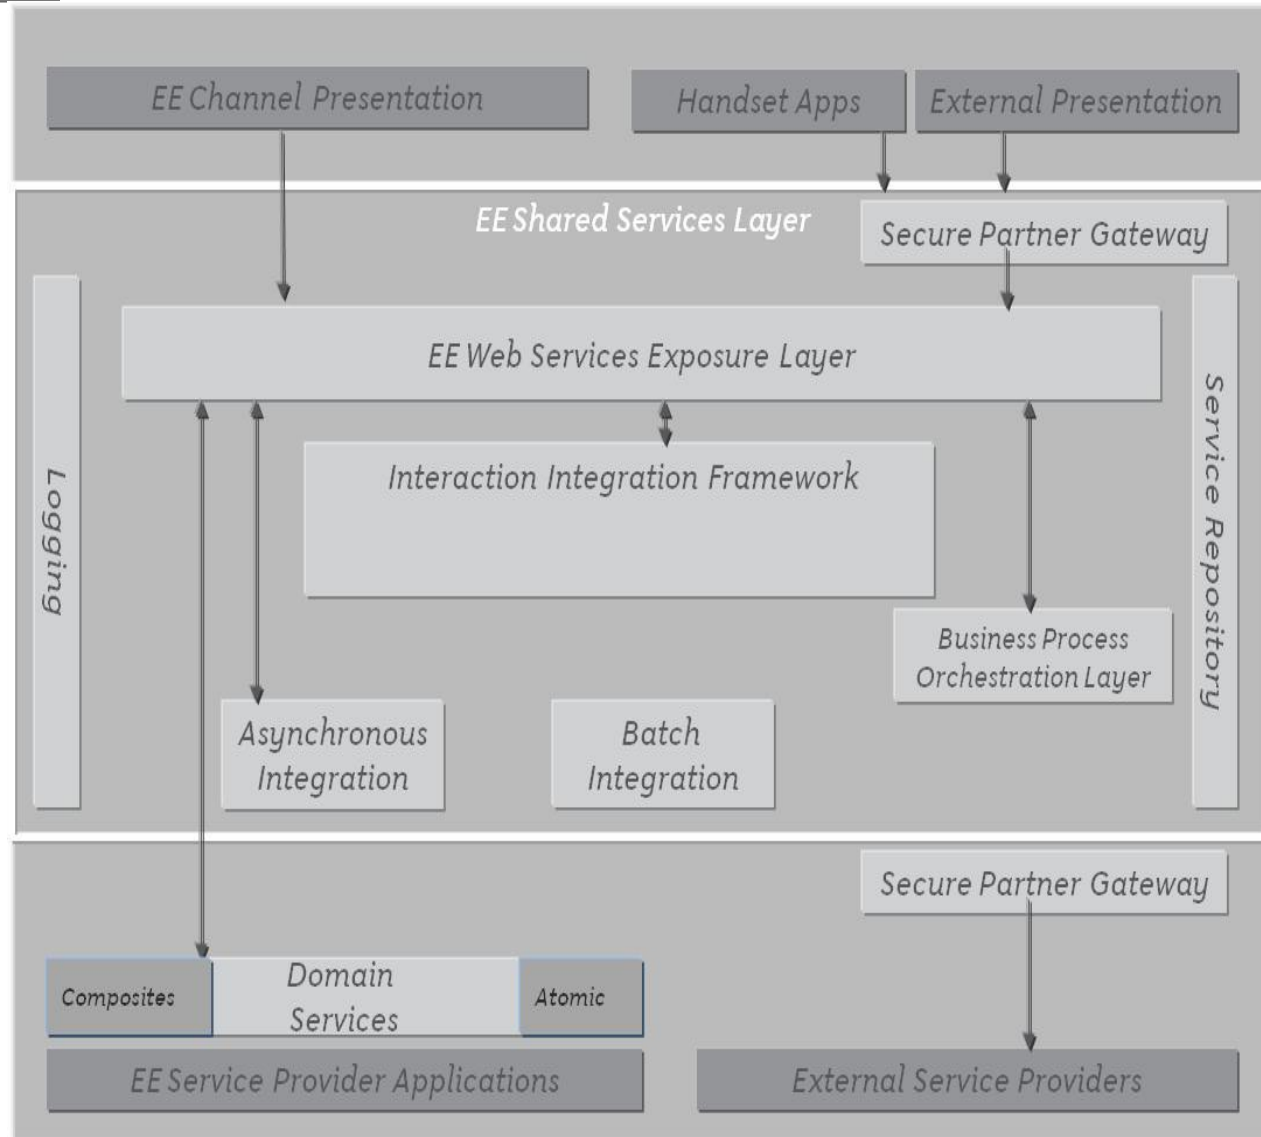 EE Channel Presentation
Handset Apps
External Presentation
EE Shared Services Layer
Secure Partner Gateway
EE Web Services Exposure Layer
Logging
Service Repository
Interaction Integration Framework
Business Process
Orchestration Layer
Asynchronous
Integration
Batch
Integration
Secure Partner Gateway
Composites
Domain
Services
Atomic
EE Service Provider Applications
External Service Providers